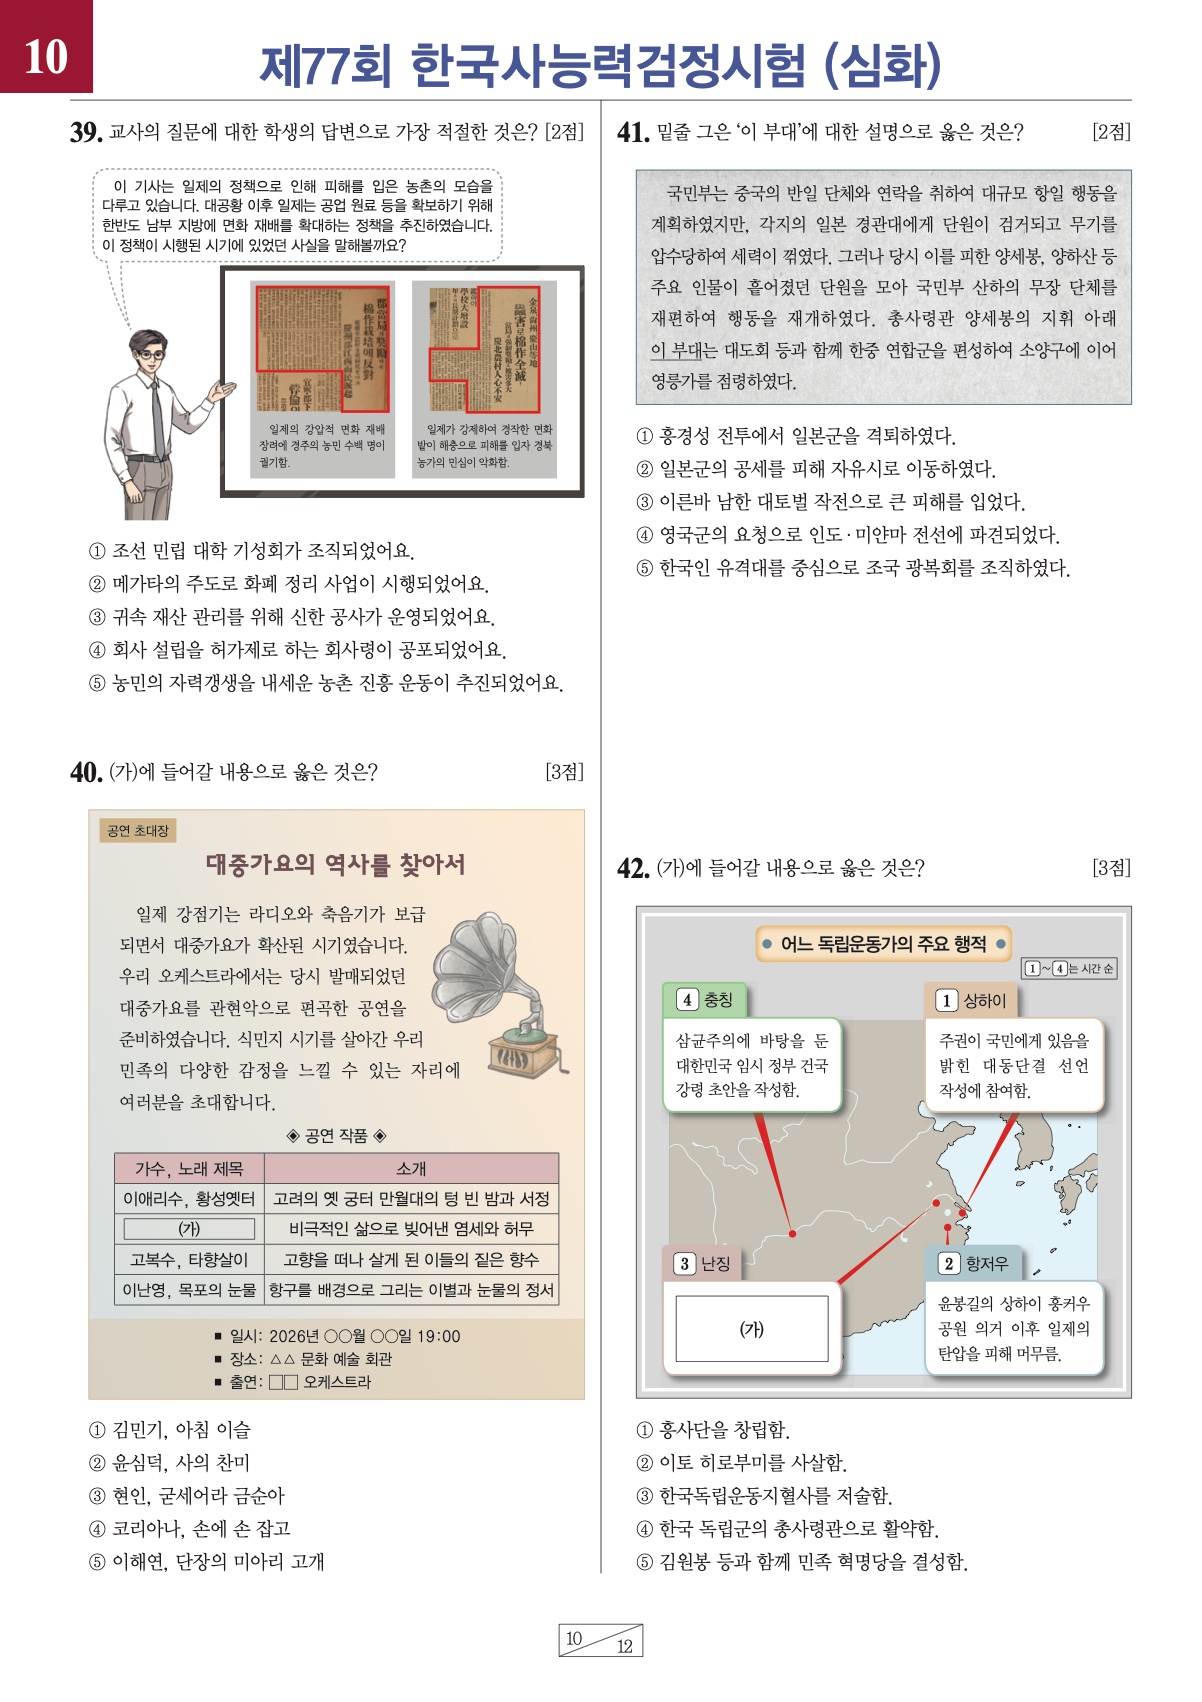 10
제77회 한국사능력검정시험 (심화)
39. 교사의 질문에 대한 학생의 답변으로 가장 적절한 것은? [2점]
이 기사는 일제의 정책으로 인해 피해를 입은 농촌의 모습을
다루고 있습니다. 대공황 이후 일제는 공업 원료 등을 확보하기 위해
한반도 남부 지방에 면화 재배를 확대하는 정책을 추진하였습니다.
이 정책이 시행된 시기에 있었던 사실을 말해볼까요?
일제의 강압적 면화 재배
장려에 경주의 농민 수백 명이
궐기함.
일제가 강제하여 경작한 면화
밭이 해충으로 피해를 입자 경북
농가의 민심이 악화함.
① 조선 민립 대학 기성회가 조직되었어요.
② 메가타의 주도로 화폐 정리 사업이 시행되었어요.
③ 귀속 재산 관리를 위해 신한 공사가 운영되었어요.
④ 회사 설립을 허가제로 하는 회사령이 공포되었어요.
⑤ 농민의 자력갱생을 내세운 농촌 진흥 운동이 추진되었어요.
40. (가)에 들어갈 내용으로 옳은 것은? [3점]
공연 초대장
대중가요의 역사를 찾아서
일제 강점기는 라디오와 축음기가 보급
되면서 대중가요가 확산된 시기였습니다.
우리 오케스트라에서는 당시 발매되었던
대중가요를 관현악으로 편곡한 공연을
준비하였습니다. 식민지 시기를 살아간 우리
민족의 다양한 감정을 느낄 수 있는 자리에
여러분을 초대합니다.
◈ 공연 작품 ◈
가수, 노래 제목 소개
이애리수, 황성옛터 고려의 옛 궁터 만월대의 텅 빈 밤과 서정
(가) 비극적인 삶으로 빚어낸 염세와 허무
고복수, 타향살이 고향을 떠나 살게 된 이들의 짙은 향수
이난영, 목포의 눈물 항구를 배경으로 그리는 이별과 눈물의 정서
■ 일시: 2026년 ○○월 ○○일 19:00
■ 장소: △△ 문화 예술 회관
■ 출연: □□ 오케스트라
① 김민기, 아침 이슬
② 윤심덕, 사의 찬미
③ 현인, 굳세어라 금순아
④ 코리아나, 손에 손 잡고
⑤ 이해연, 단장의 미아리 고개
41. 밑줄 그은 ‘이 부대’에 대한 설명으로 옳은 것은? [2점]
국민부는 중국의 반일 단체와 연락을 취하여 대규모 항일 행동을
계획하였지만, 각지의 일본 경관대에게 단원이 검거되고 무기를
압수당하여 세력이 꺾였다. 그러나 당시 이를 피한 양세봉, 양하산 등
주요 인물이 흩어졌던 단원을 모아 국민부 산하의 무장 단체를
재편하여 행동을 재개하였다. 총사령관 양세봉의 지휘 아래
이 부대는 대도회 등과 함께 한중 연합군을 편성하여 소양구에 이어
영릉가를 점령하였다.
① 흥경성 전투에서 일본군을 격퇴하였다.
② 일본군의 공세를 피해 자유시로 이동하였다.
③ 이른바 남한 대토벌 작전으로 큰 피해를 입었다.
④ 영국군의 요청으로 인도·미얀마 전선에 파견되었다.
⑤ 한국인 유격대를 중심으로 조국 광복회를 조직하였다.
42. (가)에 들어갈 내용으로 옳은 것은? [3점]
● 어느 독립운동가의 주요 행적 ●
1~4는 시간 순
4 충칭
삼균주의에 바탕을 둔
대한민국 임시 정부 건국
강령 초안을 작성함.
1 상하이
주권이 국민에게 있음을
밝힌 대동단결 선언
작성에 참여함.
3 난징
(가)
2 항저우
윤봉길의 상하이 훙커우
공원 의거 이후 일제의
탄압을 피해 머무름.
① 흥사단을 창립함.
② 이토 히로부미를 사살함.
③ 한국독립운동지혈사를 저술함.
④ 한국 독립군의 총사령관으로 활약함.
⑤ 김원봉 등과 함께 민족 혁명당을 결성함.
10
12